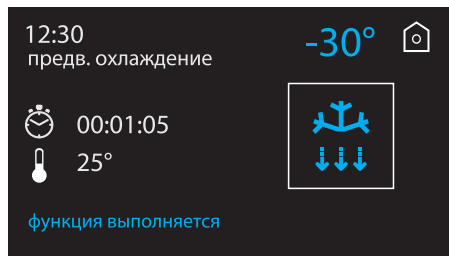 12:30
-30°
предв. охлаждение
00:01:05
25°
функция выполняется